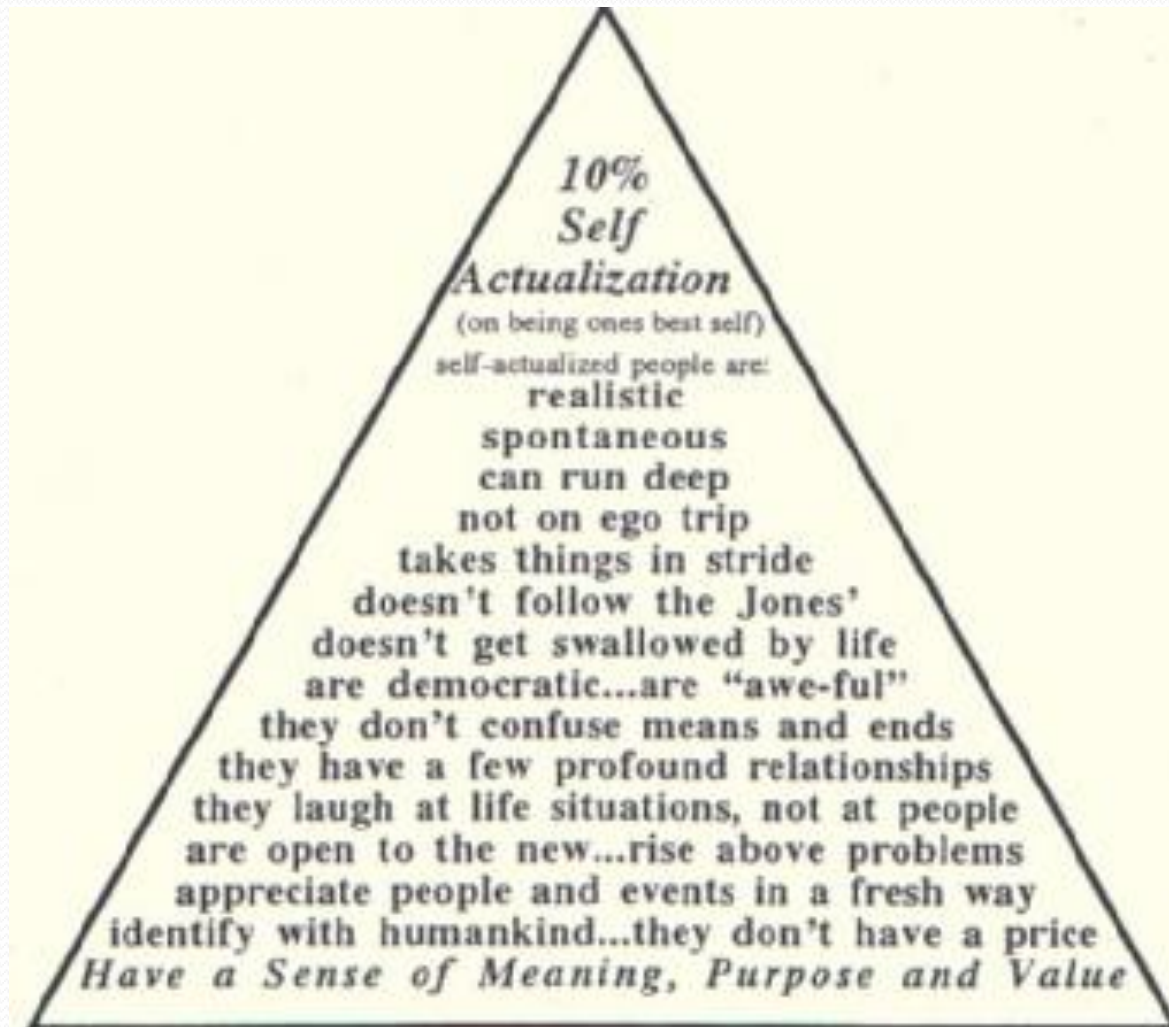 10%
Self
Actualization
(on being ones best self)
self-actualized people are:
realistic
spontaneous
can run deep
not on ego trip
takes things in stride
doesn't follow the Jones'
doesn't get swallowed by life
are democratic...are “awe-ful”
they don't confuse means and ends
they have a few profound relationships
they laugh at life situations, not at people
are open to the new...rise above problems
appreciate people and events in a fresh way
identify with humankind...they don't have a price
Have a Sense of Meaning, Purpose and Value